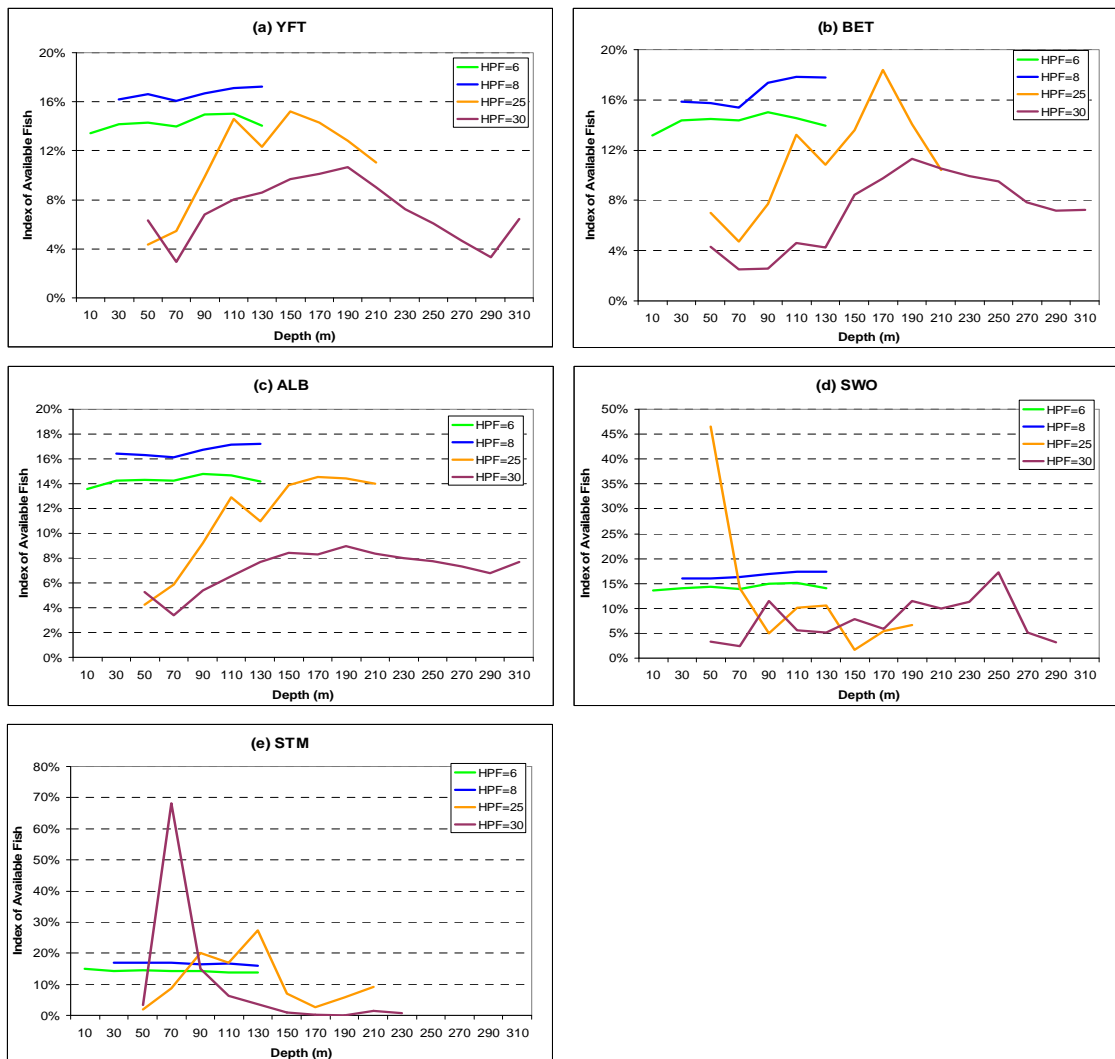 (a) YFT
Index of Available Fish
20%
16%
12%
8%
4%
0%
HPF=6
HPF=8
HPF=25
HPF=30
10 30 50 70 90 110 130 150 170 190 210 230 250 270 290 310
Depth (m)
(b) BET
Index of Available Fish
20%
16%
12%
8%
4%
0%
HPF=6
HPF=8
HPF=25
HPF=30
10 30 50 70 90 110 130 150 170 190 210 230 250 270 290 310
Depth (m)
(c) ALB
Index of Available Fish
20%
18%
16%
14%
12%
10%
8%
6%
4%
2%
0%
HPF=6
HPF=8
HPF=25
HPF=30
10 30 50 70 90 110 130 150 170 190 210 230 250 270 290 310
Depth (m)
(d) SWO
Index of Available Fish
50%
45%
40%
35%
30%
25%
20%
15%
10%
5%
0%
HPF=6
HPF=8
HPF=25
HPF=30
10 30 50 70 90 110 130 150 170 190 210 230 250 270 290 310
Depth (m)
(e) STM
Index of Available Fish
80%
70%
60%
50%
40%
30%
20%
10%
0%
HPF=6
HPF=8
HPF=25
HPF=30
10 30 50 70 90 110 130 150 170 190 210 230 250 270 290 310
Depth (m)